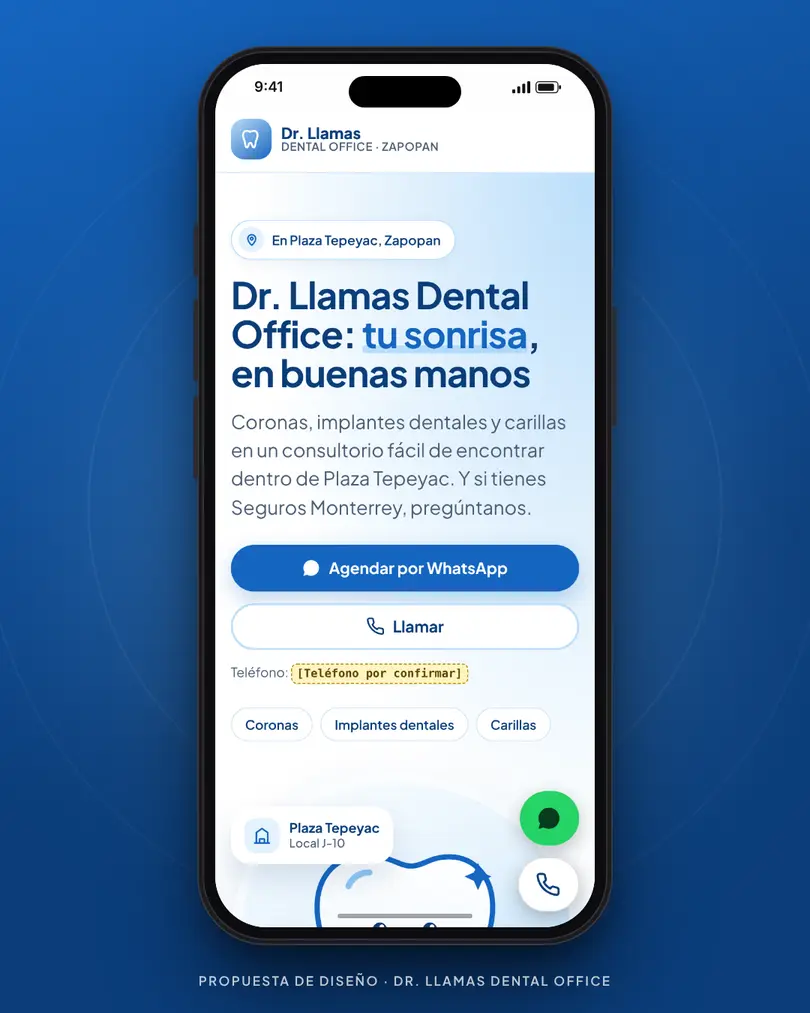 9:41
Dr. Llamas
DENTAL OFFICE · ZAPOPAN
En Plaza Tepeyac, Zapopan
Dr. Llamas Dental
Office: tu sonrisa,
en buenas manos
Coronas, implantes dentales y carillas
en un consultorio fácil de encontrar
dentro de Plaza Tepeyac. Y si tienes
Seguros Monterrey, pregúntanos.
Agendar por WhatsApp
Llamar
Teléfono: [Teléfono por confirmar]
Coronas
Implantes dentales
Carillas
Plaza Tepeyac
Local J-10
PROPUESTA DE DISEÑO · DR. LLAMAS DENTAL OFFICE